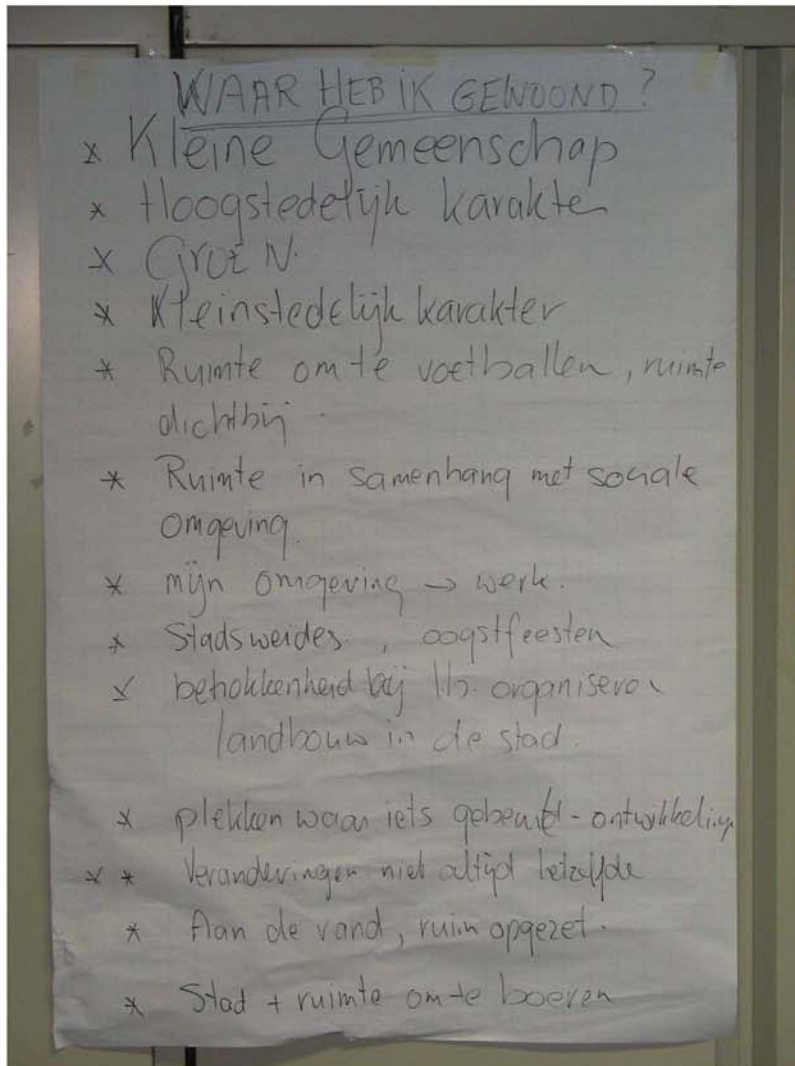 WAAR HEB iK GEWOOND?
* Kleine Gemeenschap
* Hoogstedelijk karakter
* GroEN.
* Kleinstedelijk karakter
* Ruimte om te voetballen, ruimte
dichtbij.
* Ruimte in samenhang met sociale
omgeving.
* mijn omgeving → werk.
* Stadsweides, oogstfeesten
* betrokkenheid bij organiseren
landbouw in de stad.
* plekken waar iets gebeurt - ontwikkeling
* * Veranderingen niet altijd hetzelfde
* Aan de rand, ruim opgezet.
* Stad + ruimte om te boeren